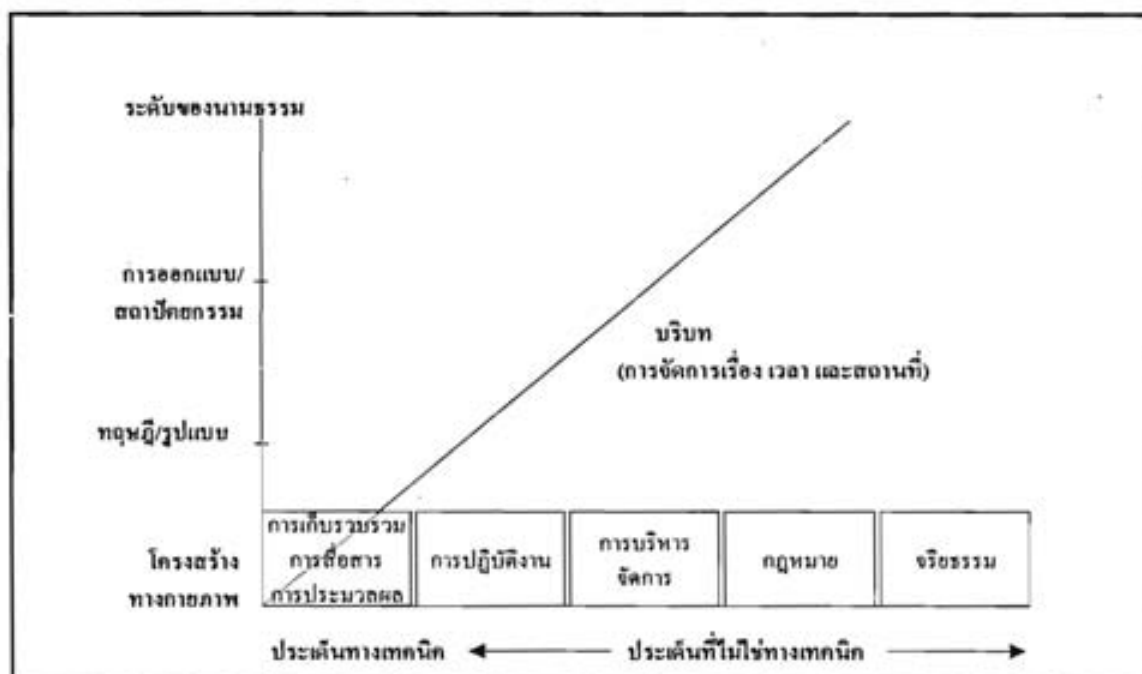 ระดับของนามธรรม
การออกแบบ/
สถาปัตยกรรม
บริบท
(การจัดการเรื่อง เวลา และสถานที่)
ทฤษฎี/รูปแบบ
โครงสร้าง
ทางกายภาพ
การเก็บรวบรวม
การสื่อสาร
การประมวลผล
การปฏิบัติงาน
การบริหาร
จัดการ
กฎหมาย
จริยธรรม
ประเด็นทางเทคนิค
ประเด็นที่ไม่ใช่ทางเทคนิค